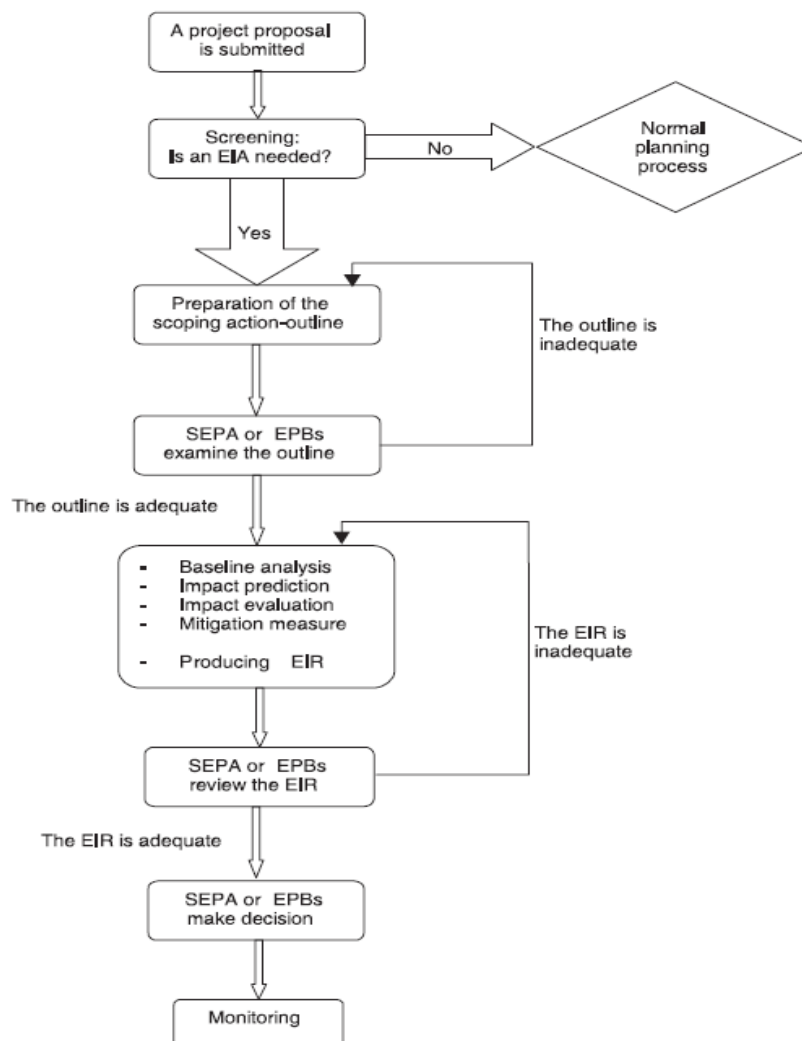 A project proposal
is submitted
Screening:
Is an EIA needed?
No
Normal
planning
process
Yes
Preparation of the
scoping action-outline
The outline is
inadequate
SEPA or EPBs
examine the outline
The outline is adequate
- Baseline analysis
- Impact prediction
- Impact evaluation
- Mitigation measure
- Producing EIR
The EIR is
inadequate
SEPA or EPBs
review the EIR
The EIR is adequate
SEPA or EPBs
make decision
Monitoring